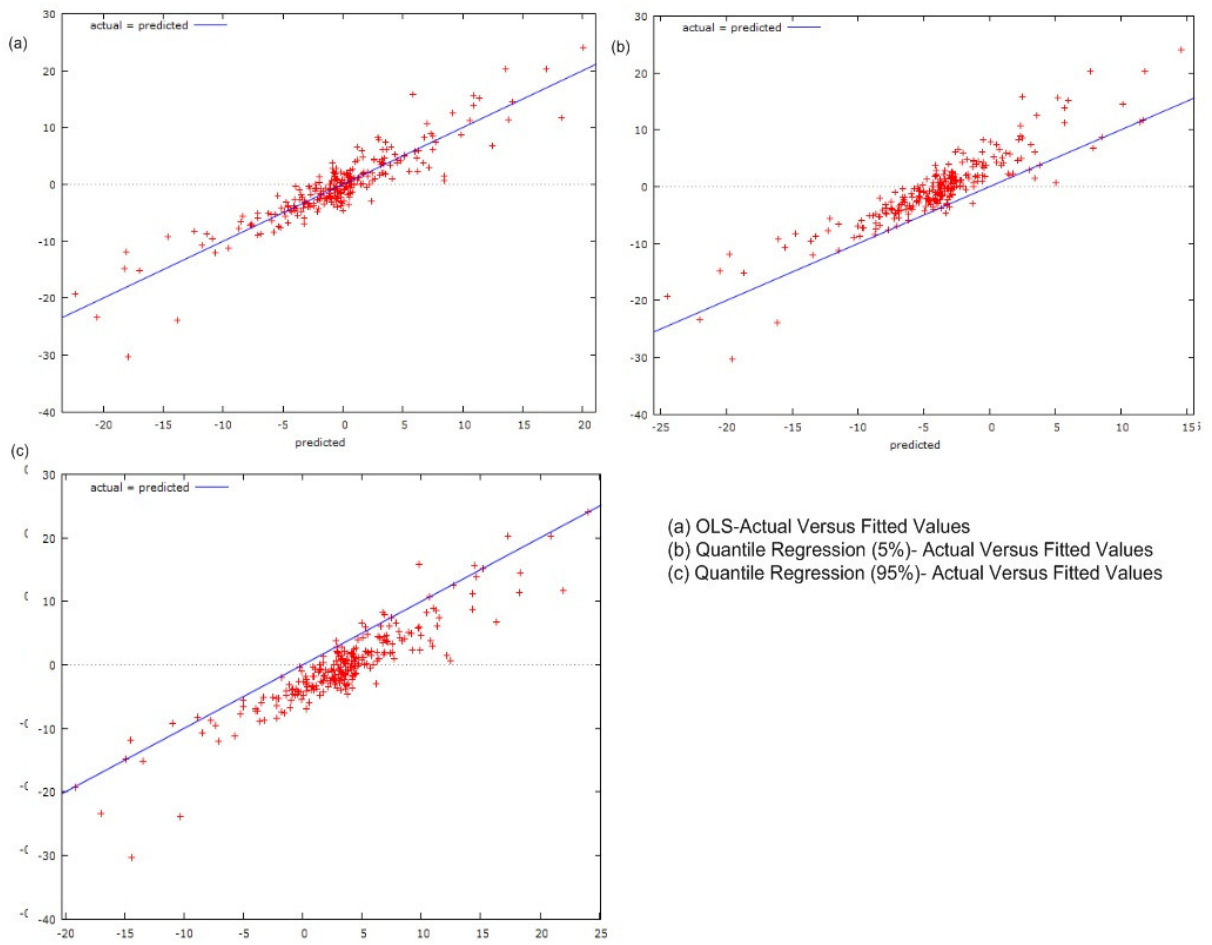 (a)
actual = predicted
30
20
10
0
-10
-20
-30
-40
-20 -15 -10 -5 0 5 10 15 20
predicted
(b)
actual = predicted
30
20
10
0
-10
-20
-30
-40
-25 -20 -15 -10 -5 0 5 10 15
predicted
(c)
actual = predicted
30
20
10
0
-10
-20
-30
-40
-20 -15 -10 -5 0 5 10 15 20 25
(a) OLS-Actual Versus Fitted Values
(b) Quantile Regression (5%)- Actual Versus Fitted Values
(c) Quantile Regression (95%)- Actual Versus Fitted Values